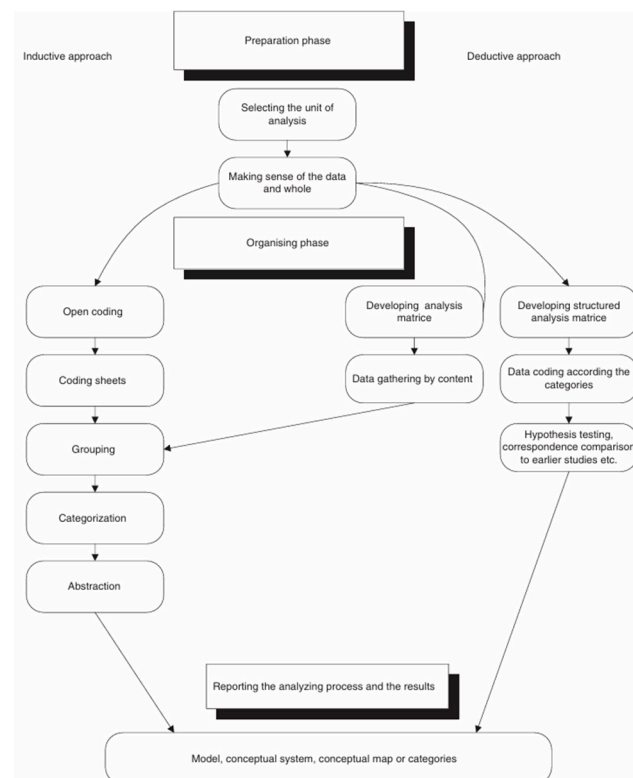 Preparation phase
Inductive approach
Deductive approach
Selecting the unit of
analysis
Making sense of the data
and whole
Organising phase
Open coding
Developing analysis
matrice
Developing structured
analysis matrice
Coding sheets
Data gathering by content
Data coding according the
categories
Grouping
Hypothesis testing,
correspondence comparison
to earlier studies etc.
Categorization
Abstraction
Reporting the analyzing process and the results
Model, conceptual system, conceptual map or categories